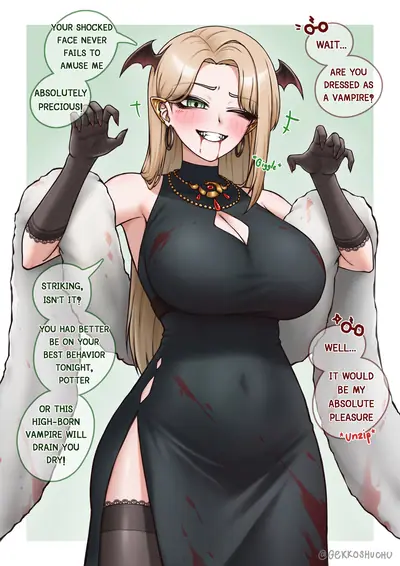 YOUR SHOCKED
FACE NEVER
FAILS TO
AMUSE ME
ABSOLUTELY
PRECIOUS!
WAIT...
ARE YOU
DRESSED AS
A VAMPIRE?
*Giggle*
STRIKING,
ISN'T IT?
YOU HAD BETTER
BE ON YOUR
BEST BEHAVIOR
TONIGHT,
POTTER
OR THIS
HIGH-BORN
VAMPIRE WILL
DRAIN YOU
DRY!
WELL...
IT WOULD
BE MY
ABSOLUTE
PLEASURE
*Unzip*
@GEKKOSHUCHU